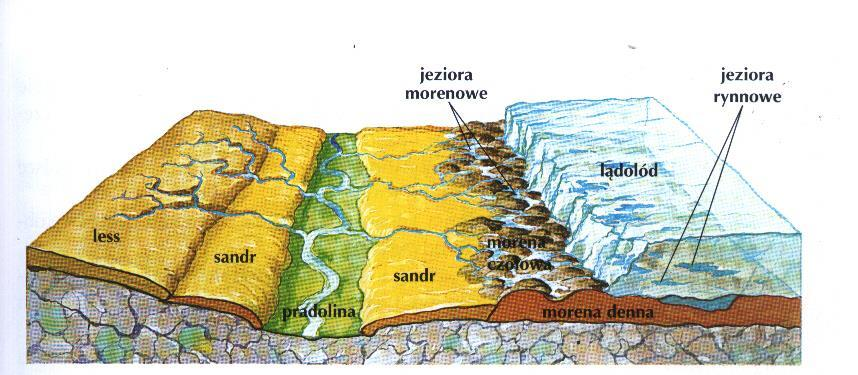 jeziora
morenowe
jeziora
rynnowe
lądolód
less
sandr
sandr
morena
czołowa
pradolina
morena denna